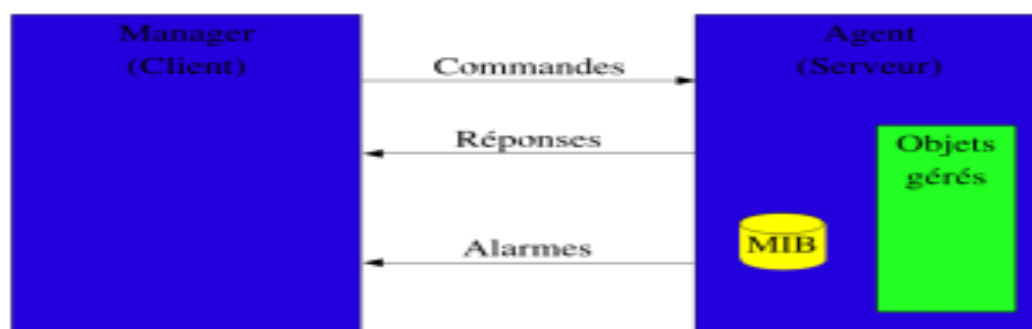 Manager
(Client)
Agent
(Serveur)
Commandes
Réponses
Objets
gérés
Alarmes
MIB